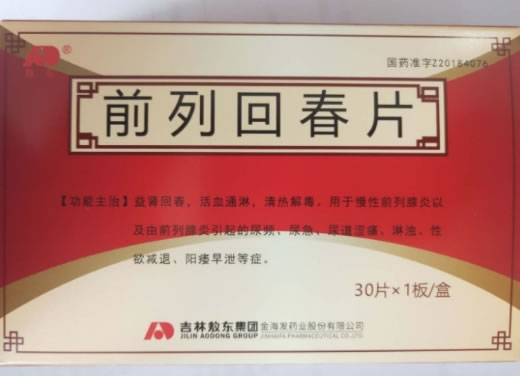 国药准字Z20184076
前列回春片
【功能主治】益肾回春，活血通淋，清热解毒。用于慢性前列腺炎以
及由前列腺炎引起的尿频、尿急、尿道涩痛、淋浊、性
欲减退、阳痿早泄等症。
30片×1板/盒
吉林敖东集团 金海发药业股份有限公司
JILIN AODONG GROUP JINHAIFA PHARMACEUTICAL CO.,LTD